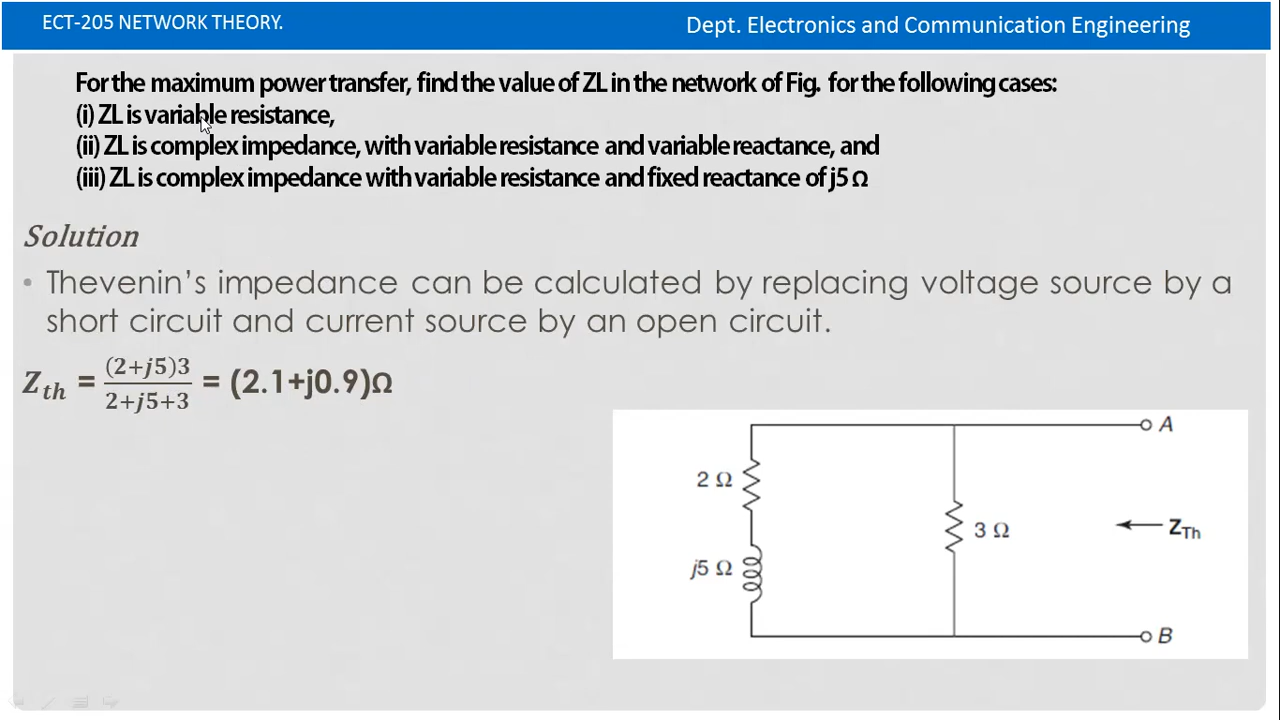 ECT-205 NETWORK THEORY.
Dept. Electronics and Communication Engineering
For the maximum power transfer, find the value of ZL in the network of Fig. for the following cases:
(i) ZL is variable resistance,
(ii) ZL is complex impedance, with variable resistance and variable reactance, and
(iii) ZL is complex impedance with variable resistance and fixed reactance of j5 Ω
Solution
• Thevenin’s impedance can be calculated by replacing voltage source by a
short circuit and current source by an open circuit.
Z_th = (2+j5)3 / 2+j5+3 = (2.1+j0.9)Ω
A
2 Ω
3 Ω
Z_Th
j5 Ω
B